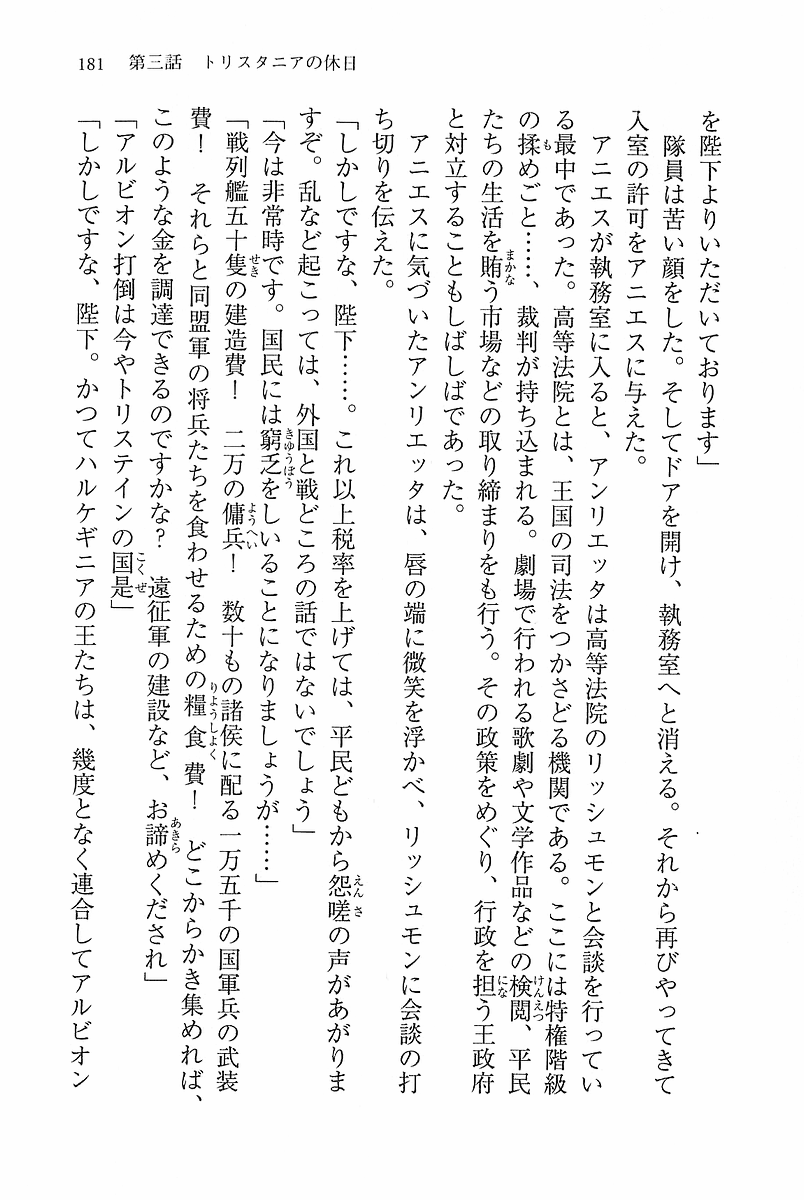 181　第三話　トリスタニアの休日
を陛下よりいただいております」
　隊員は苦い顔をした。そしてドアを開け、執務室へと消える。それから再びやってきて
入室の許可をアニエスに与えた。
　アニエスが執務室に入ると、アンリエッタは高等法院のリッシュモンと会談を行ってい
る最中であった。高等法院とは、王国の司法をつかさどる機関である。ここには特権階級
の揉めごと……、裁判が持ち込まれる。劇場で行われる歌劇や文学作品などの検閲、平民
たちの生活を賄う市場などの取り締まりをも行う。その政策をめぐり、行政を担う王政府
と対立することもしばしばであった。
　アニエスに気づいたアンリエッタは、唇の端に微笑を浮かべ、リッシュモンに会談の打
ち切りを伝えた。
「しかしですな、陛下……。これ以上税率を上げては、平民どもから怨嗟の声があがりま
すぞ。乱など起こっては、外国と戦どころの話ではないでしょう」
「今は非常時です。国民には窮乏をしいることになりましょうが……」
「戦列艦五十隻の建造費！　二万の傭兵！　数十もの諸侯に配る一万五千の国軍兵の武装
費！　それらと同盟軍の将兵たちを食わせるための糧食費！　どこからかき集めれば、
このような金を調達できるのですかな？　遠征軍の建設など、お諦めくだされ」
「アルビオン打倒は今やトリステインの国是」
「しかしですな、陛下。かつてハルケギニアの王たちは、幾度となく連合してアルビオン